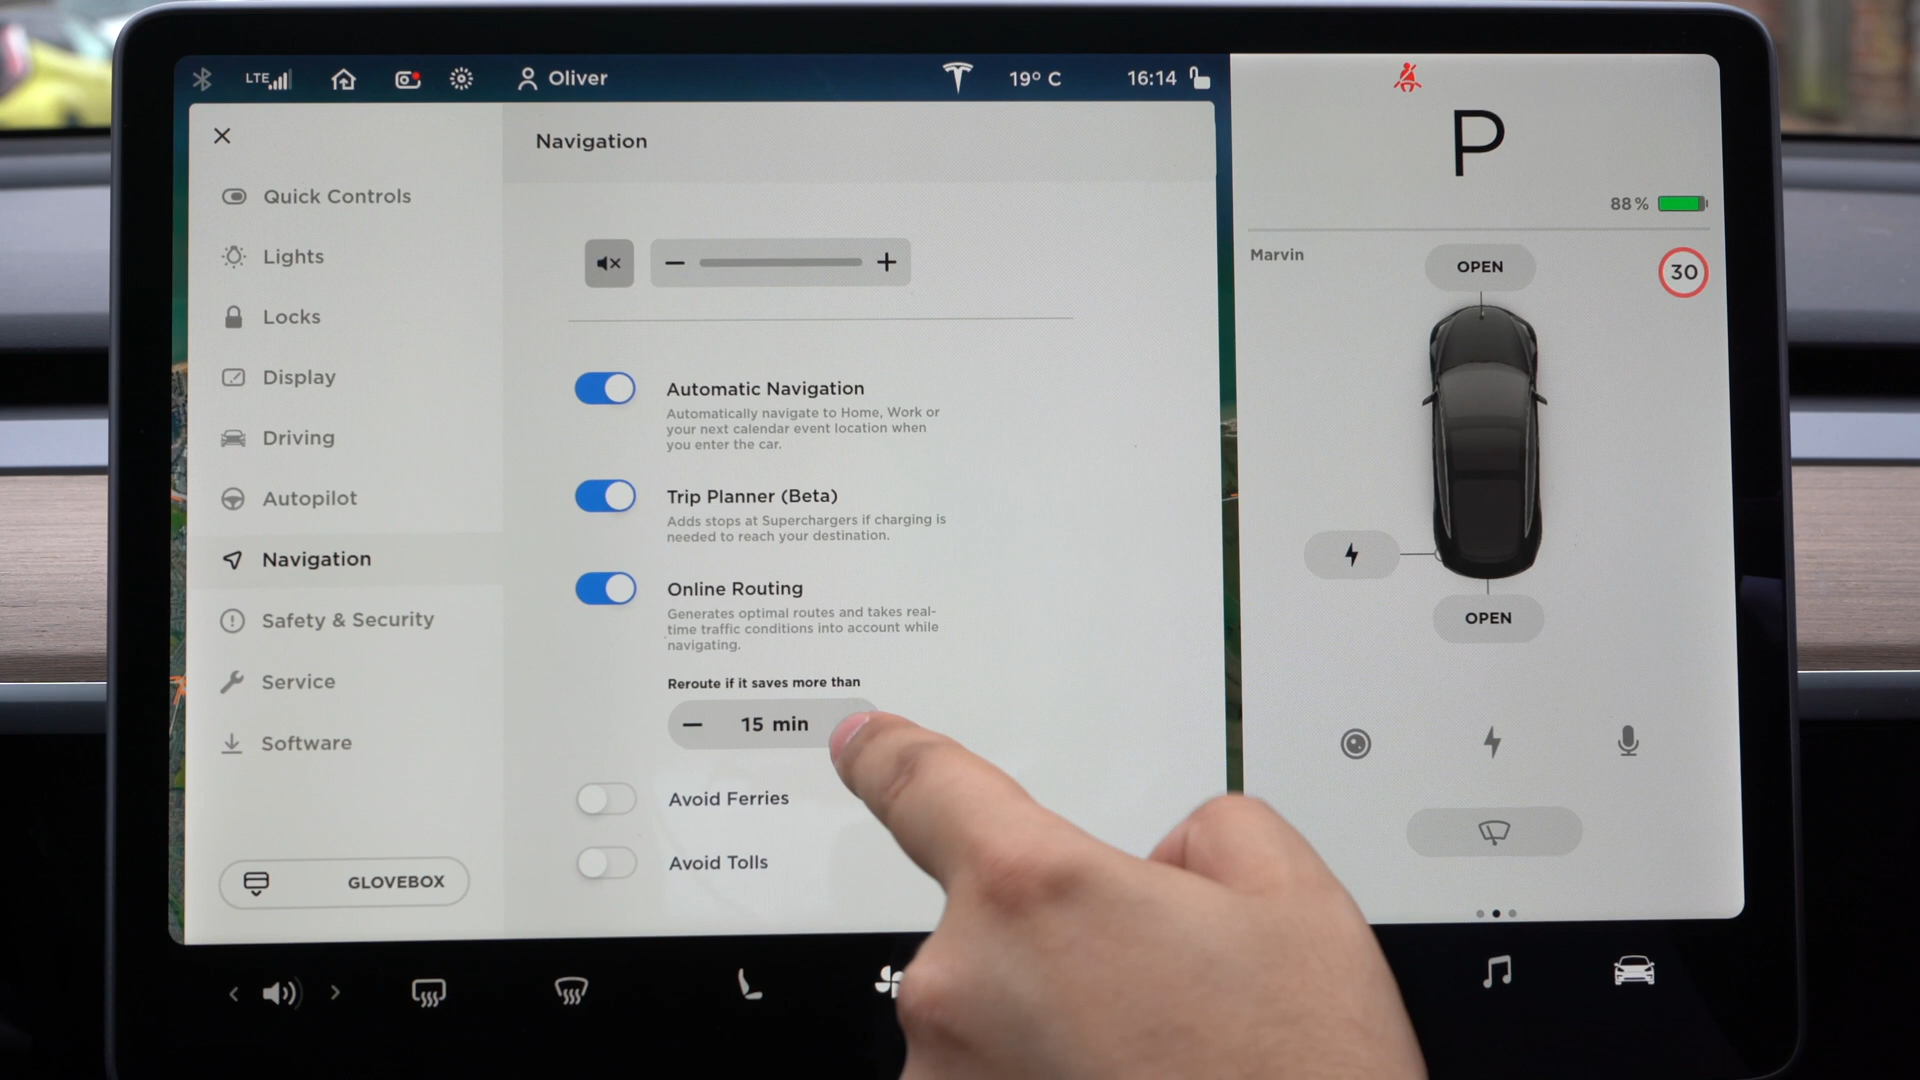 LTE
Oliver
19° C
16:14
Navigation
Quick Controls
Lights
Locks
Display
Driving
Autopilot
Navigation
Safety & Security
Service
Software
GLOVEBOX
Automatic Navigation
Automatically navigate to Home, Work or
your next calendar event location when
you enter the car.
Trip Planner (Beta)
Adds stops at Superchargers if charging is
needed to reach your destination.
Online Routing
Generates optimal routes and takes real-
time traffic conditions into account while
navigating.
Reroute if it saves more than
15 min
Avoid Ferries
Avoid Tolls
P
88 %
Marvin
OPEN
30
OPEN